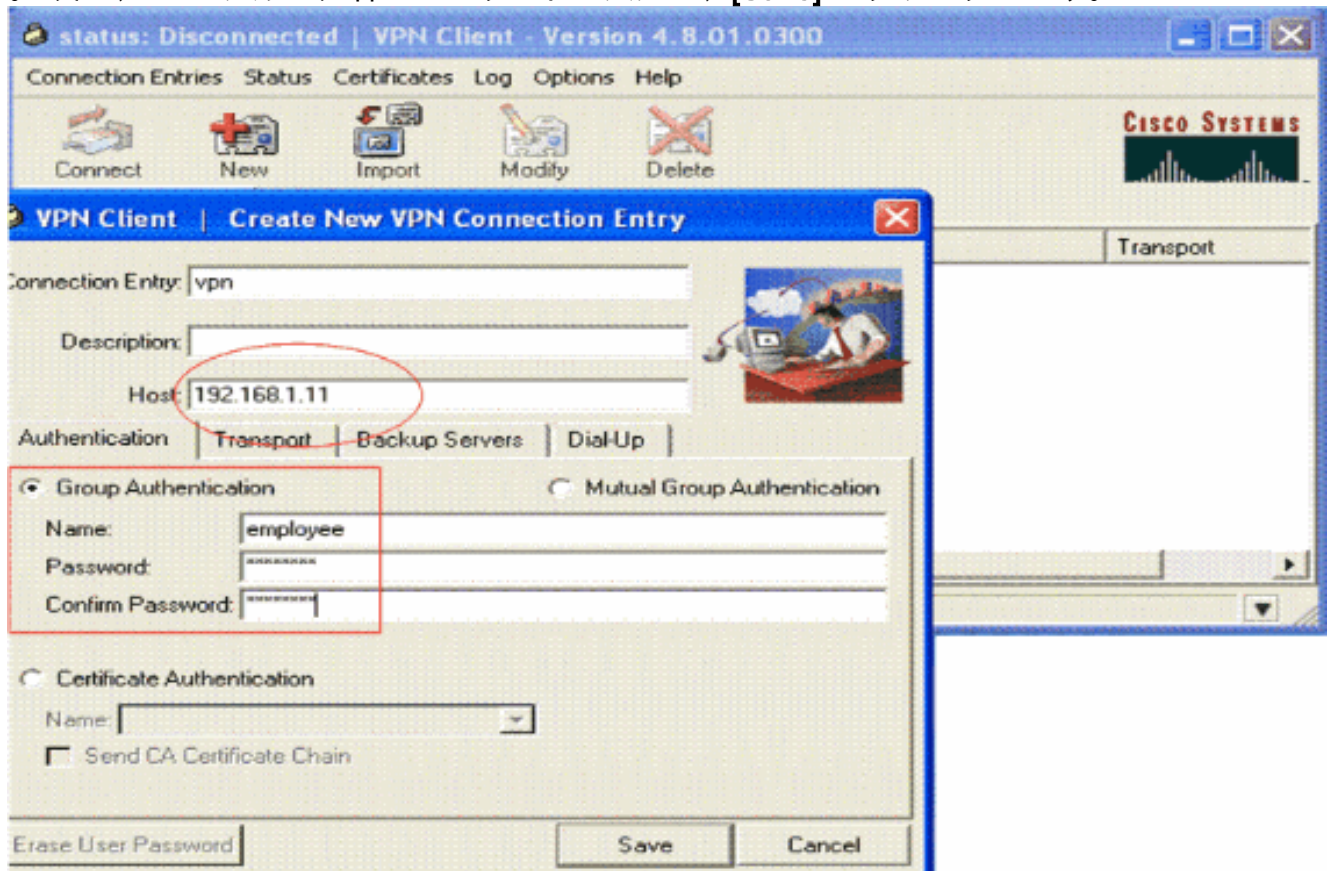 status: Disconnected | VPN Client - Version 4.8.01.0300
Connection Entries Status Certificates Log Options Help
Connect New Import Modify Delete
CISCO SYSTEMS
VPN Client | Create New VPN Connection Entry
Transport
Connection Entry: vpn
Description:
Host: 192.168.1.11
Authentication Transport Backup Servers Dial-Up
Group Authentication Mutual Group Authentication
Name: employee
Password: ********
Confirm Password: ********
Certificate Authentication
Name:
Send CA Certificate Chain
Erase User Password Save Cancel